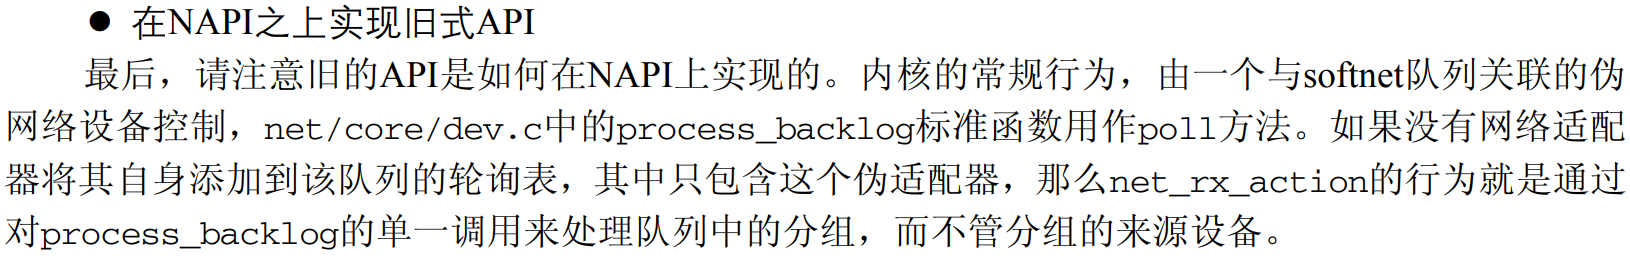 ● 在NAPI之上实现旧式API
最后，请注意旧的API是如何在NAPI上实现的。内核的常规行为，由一个与softnet队列关联的伪
网络设备控制，net/core/dev.c中的process_backlog标准函数用作poll方法。如果没有网络适配
器将其自身添加到该队列的轮询表，其中只包含这个伪适配器，那么net_rx_action的行为就是通过
对process_backlog的单一调用来处理队列中的分组，而不管分组的来源设备。